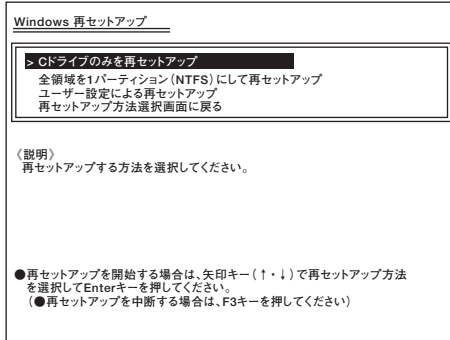 Windows 再セットアップ
> Cドライブのみを再セットアップ
全領域を1パーティション（NTFS）にして再セットアップ
ユーザー設定による再セットアップ
再セットアップ方法選択画面に戻る
《説明》
再セットアップする方法を選択してください。
●再セットアップを開始する場合は、矢印キー（↑・↓）で再セットアップ方法
を選択してEnterキーを押してください。
（●再セットアップを中断する場合は、F3キーを押してください）